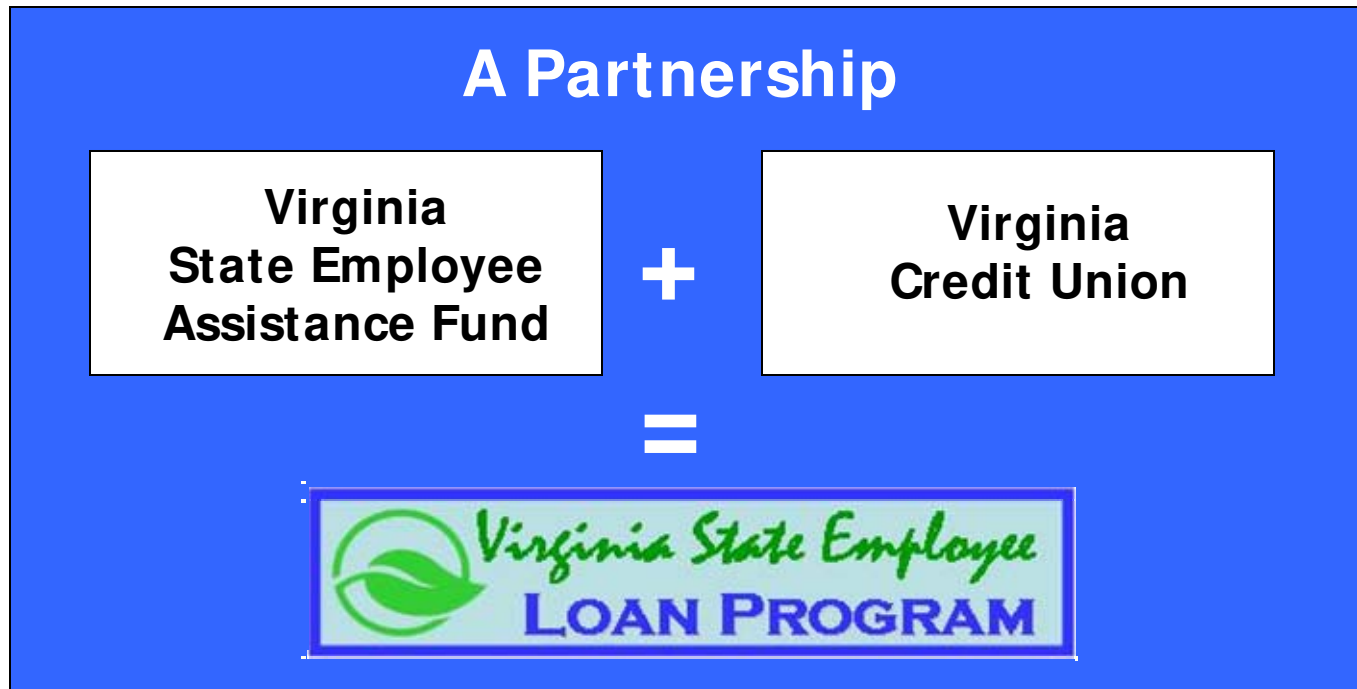 A Partnership
Virginia
State Employee
Assistance Fund
+
Virginia
Credit Union
=
Virginia State Employee
LOAN PROGRAM